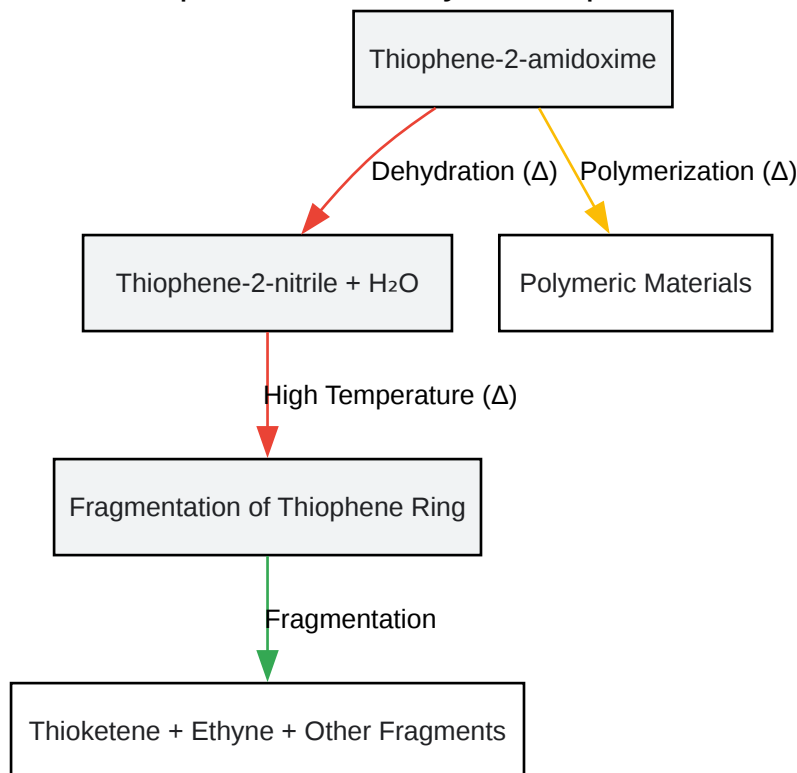 Thiophene-2-amidoxime
Dehydration (Δ)
Polymerization (Δ)
Thiophene-2-nitrile + H₂O
Polymeric Materials
High Temperature (Δ)
Fragmentation of Thiophene Ring
Fragmentation
Thioketene + Ethyne + Other Fragments